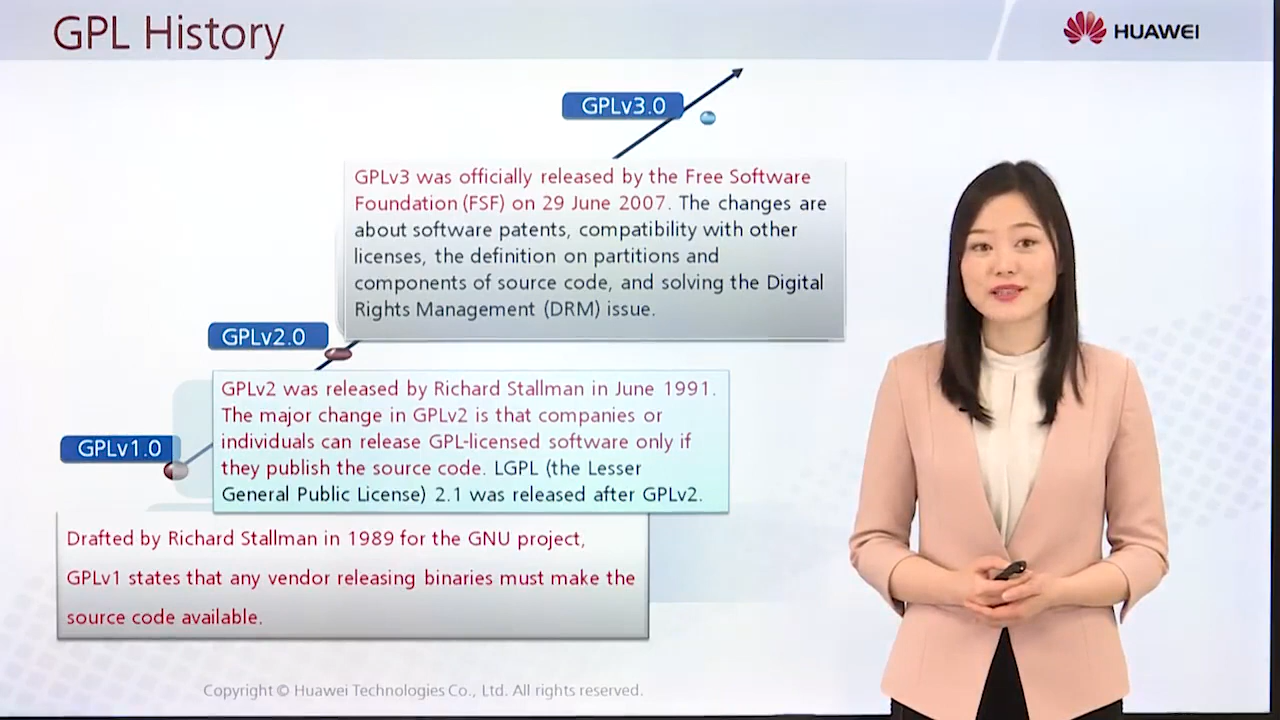 GPL History
HUAWEI
GPLv3.0
GPLv3 was officially released by the Free Software
Foundation (FSF) on 29 June 2007. The changes are
about software patents, compatibility with other
licenses, the definition on partitions and
components of source code, and solving the Digital
Rights Management (DRM) issue.
GPLv2.0
GPLv2 was released by Richard Stallman in June 1991.
The major change in GPLv2 is that companies or
individuals can release GPL-licensed software only if
they publish the source code. LGPL (the Lesser
General Public License) 2.1 was released after GPLv2.
GPLv1.0
Drafted by Richard Stallman in 1989 for the GNU project,
GPLv1 states that any vendor releasing binaries must make the
source code available.
Copyright © Huawei Technologies Co., Ltd. All rights reserved.